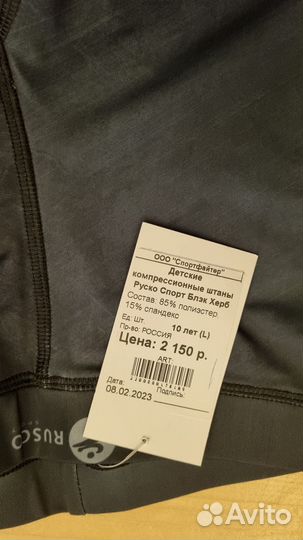 ООО "Спортфайтер"
Детские
компрессионные штаны
Руско Спорт Блэк Херб
Состав: 85% полиэстер
15% спандекс
Ед: Шт.
10 лет (L)
Пр-во: РОССИЯ
Цена: 2 150 р.
ART-
Дата:
Подпись:
08.02.2023
RUSCO
Avito